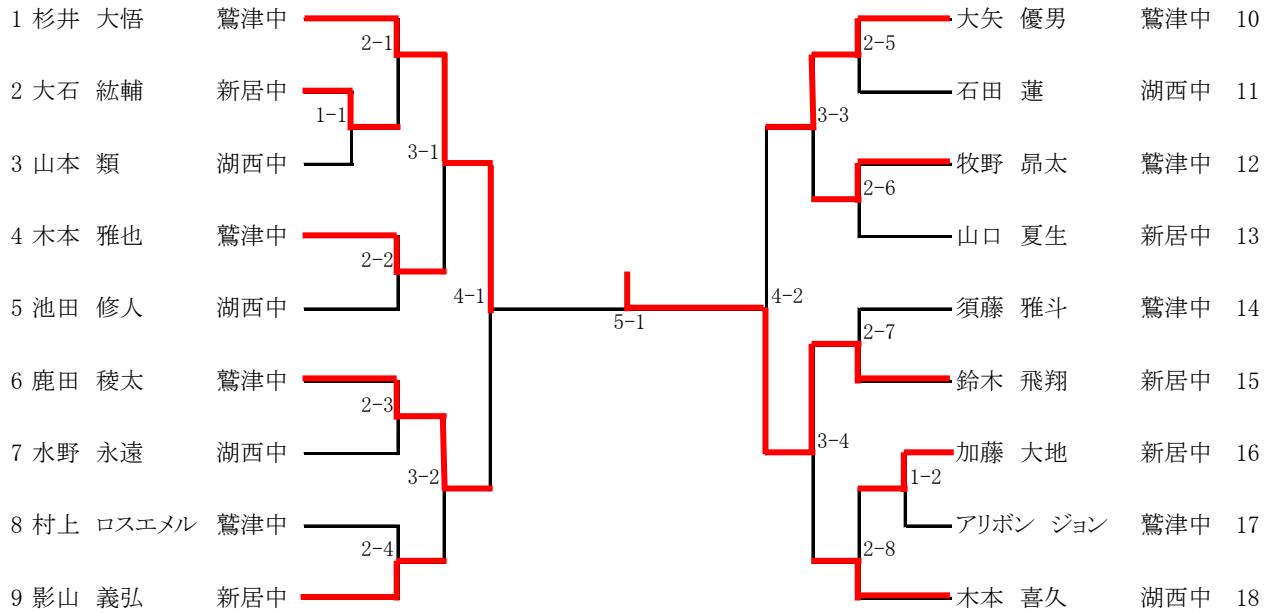 1 杉井 大悟 鷲津中 大矢 優男 鷲津中 10
2-1 2-5
2 大石 紘輔 新居中 石田 蓮 湖西中 11
1-1 3-3
3 山本 類 湖西中 3-1 牧野 昴太 鷲津中 12
2-6
4 木本 雅也 鷲津中 山口 夏生 新居中 13
2-2
5 池田 修人 湖西中 4-1 5-1 4-2 須藤 雅斗 鷲津中 14
2-7
6 鹿田 稜太 鷲津中 鈴木 飛翔 新居中 15
2-3 3-4
7 水野 永遠 湖西中 加藤 大地 新居中 16
3-2 1-2
8 村上 ロスエメル 鷲津中 アリボン ジョン 鷲津中 17
2-4 2-8
9 影山 義弘 新居中 木本 喜久 湖西中 18